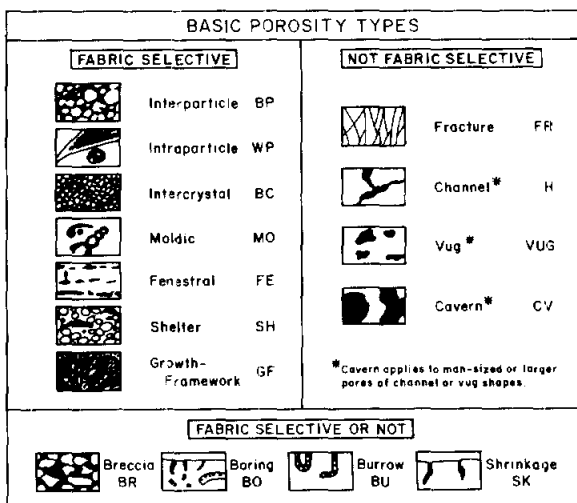 BASIC POROSITY TYPES
FABRIC SELECTIVE
Interparticle BP
Intraparticle WP
Intercrystal BC
Moldic MO
Fenestral FE
Shelter SH
Growth-
Framework GF
NOT FABRIC SELECTIVE
Fracture FR
Channel* H
Vug* VUG
Cavern* CV
*Cavern applies to man-sized or larger
pores of channel or vug shapes.
FABRIC SELECTIVE OR NOT
Breccia
BR
Boring
BO
Burrow
BU
Shrinkage
SK